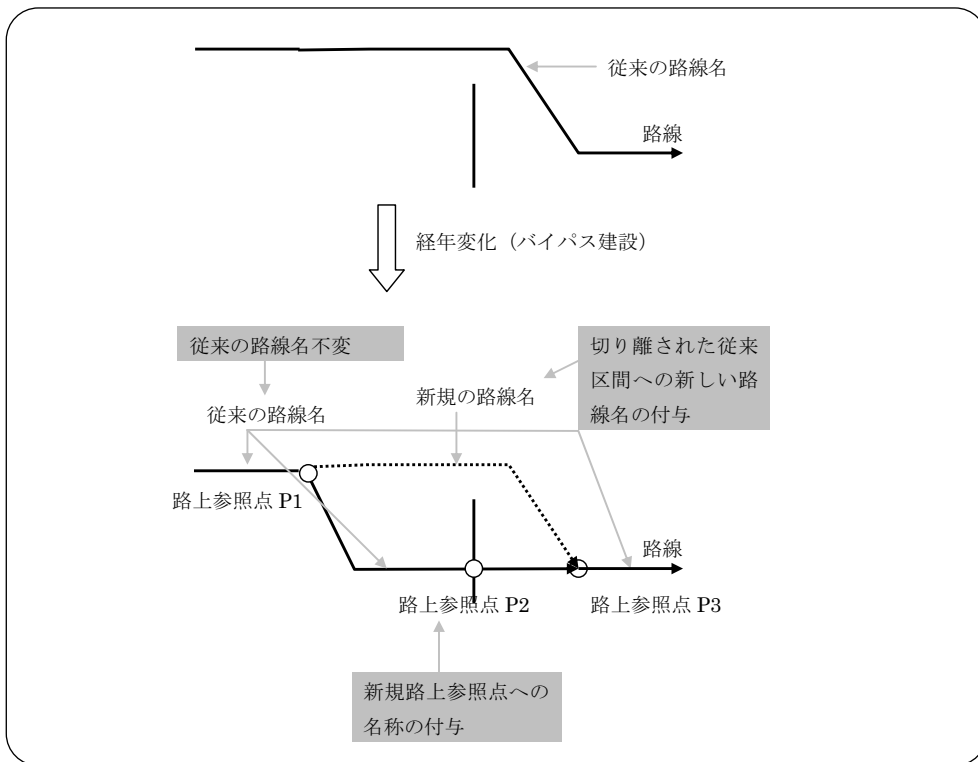 従来の路線名
路線
経年変化（バイパス建設）
従来の路線名不変
切り離された従来
区間への新しい路
線名の付与
新規の路線名
従来の路線名
路上参照点 P1
路線
路上参照点 P2
路上参照点 P3
新規路上参照点への
名称の付与